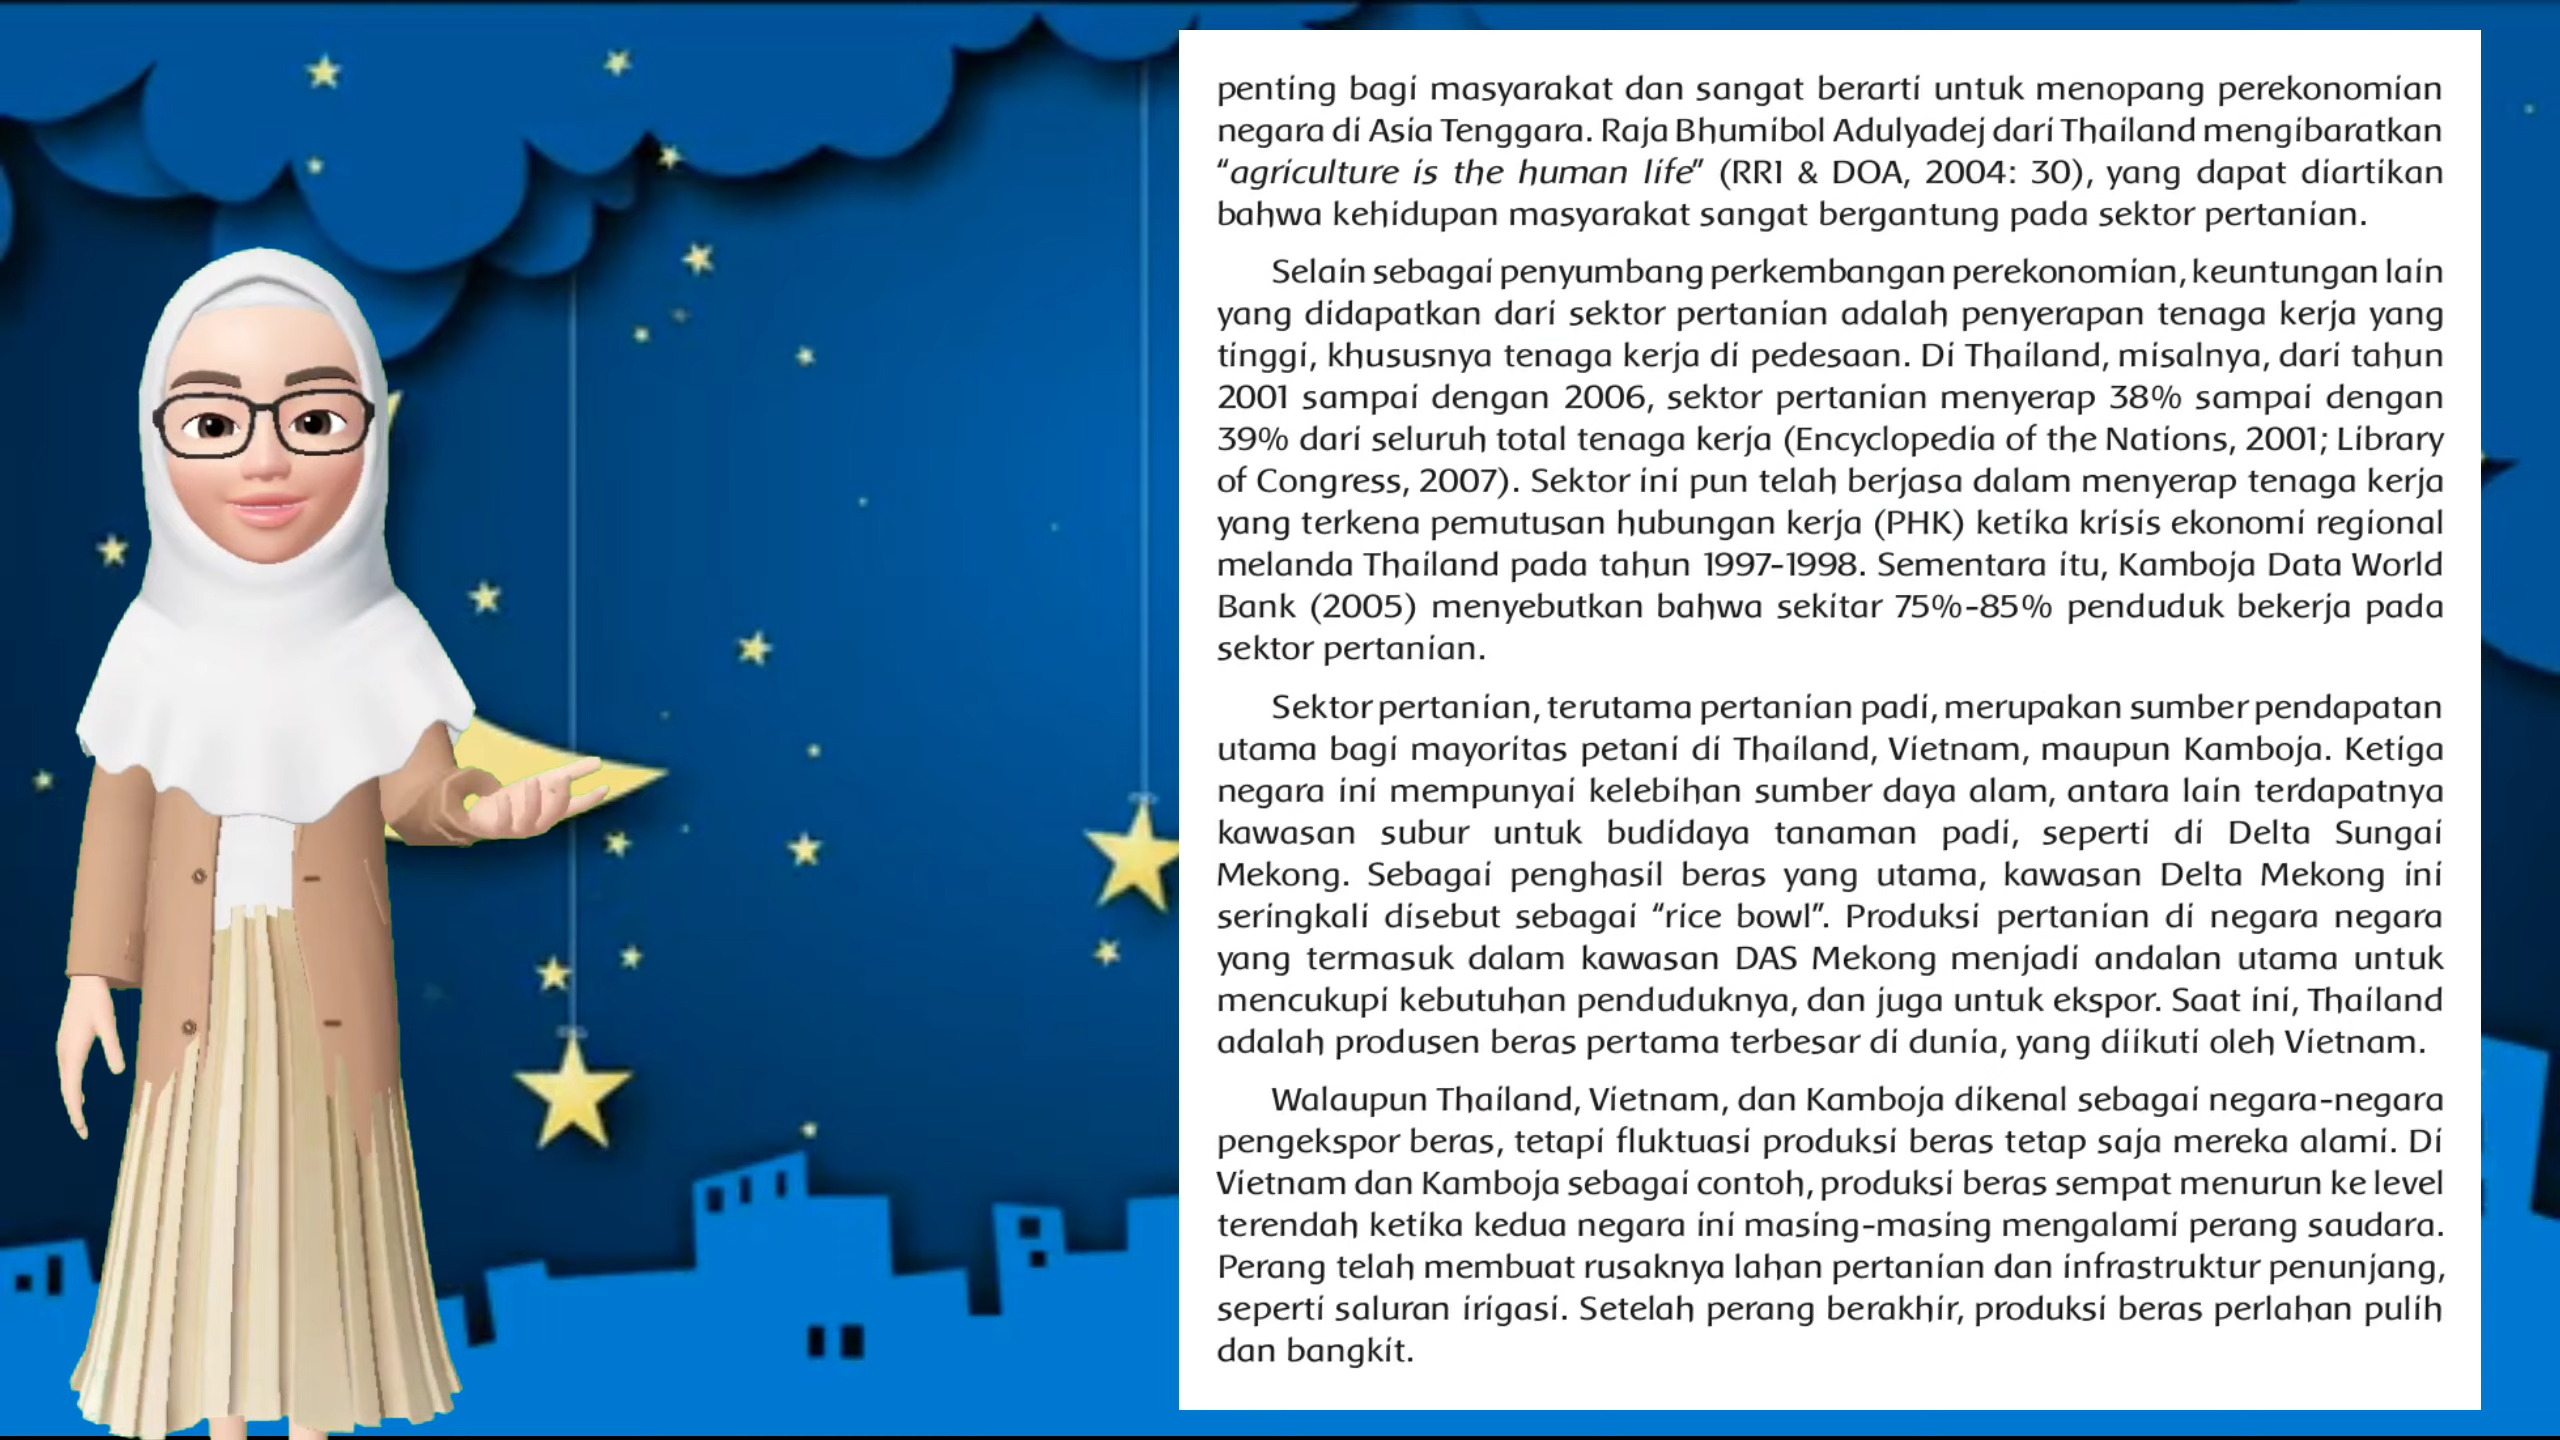 penting bagi masyarakat dan sangat berarti untuk menopang perekonomian
negara di Asia Tenggara. Raja Bhumibol Adulyadej dari Thailand mengibaratkan
“agriculture is the human life” (RRI & DOA, 2004: 30), yang dapat diartikan
bahwa kehidupan masyarakat sangat bergantung pada sektor pertanian.
Selain sebagai penyumbang perkembangan perekonomian, keuntungan lain
yang didapatkan dari sektor pertanian adalah penyerapan tenaga kerja yang
tinggi, khususnya tenaga kerja di pedesaan. Di Thailand, misalnya, dari tahun
2001 sampai dengan 2006, sektor pertanian menyerap 38% sampai dengan
39% dari seluruh total tenaga kerja (Encyclopedia of the Nations, 2001; Library
of Congress, 2007). Sektor ini pun telah berjasa dalam menyerap tenaga kerja
yang terkena pemutusan hubungan kerja (PHK) ketika krisis ekonomi regional
melanda Thailand pada tahun 1997-1998. Sementara itu, Kamboja Data World
Bank (2005) menyebutkan bahwa sekitar 75%-85% penduduk bekerja pada
sektor pertanian.
Sektor pertanian, terutama pertanian padi, merupakan sumber pendapatan
utama bagi mayoritas petani di Thailand, Vietnam, maupun Kamboja. Ketiga
negara ini mempunyai kelebihan sumber daya alam, antara lain terdapatnya
kawasan subur untuk budidaya tanaman padi, seperti di Delta Sungai
Mekong. Sebagai penghasil beras yang utama, kawasan Delta Mekong ini
seringkali disebut sebagai “rice bowl”. Produksi pertanian di negara negara
yang termasuk dalam kawasan DAS Mekong menjadi andalan utama untuk
mencukupi kebutuhan penduduknya, dan juga untuk ekspor. Saat ini, Thailand
adalah produsen beras pertama terbesar di dunia, yang diikuti oleh Vietnam.
Walaupun Thailand, Vietnam, dan Kamboja dikenal sebagai negara-negara
pengekspor beras, tetapi fluktuasi produksi beras tetap saja mereka alami. Di
Vietnam dan Kamboja sebagai contoh, produksi beras sempat menurun ke level
terendah ketika kedua negara ini masing-masing mengalami perang saudara.
Perang telah membuat rusaknya lahan pertanian dan infrastruktur penunjang,
seperti saluran irigasi. Setelah perang berakhir, produksi beras perlahan pulih
dan bangkit.